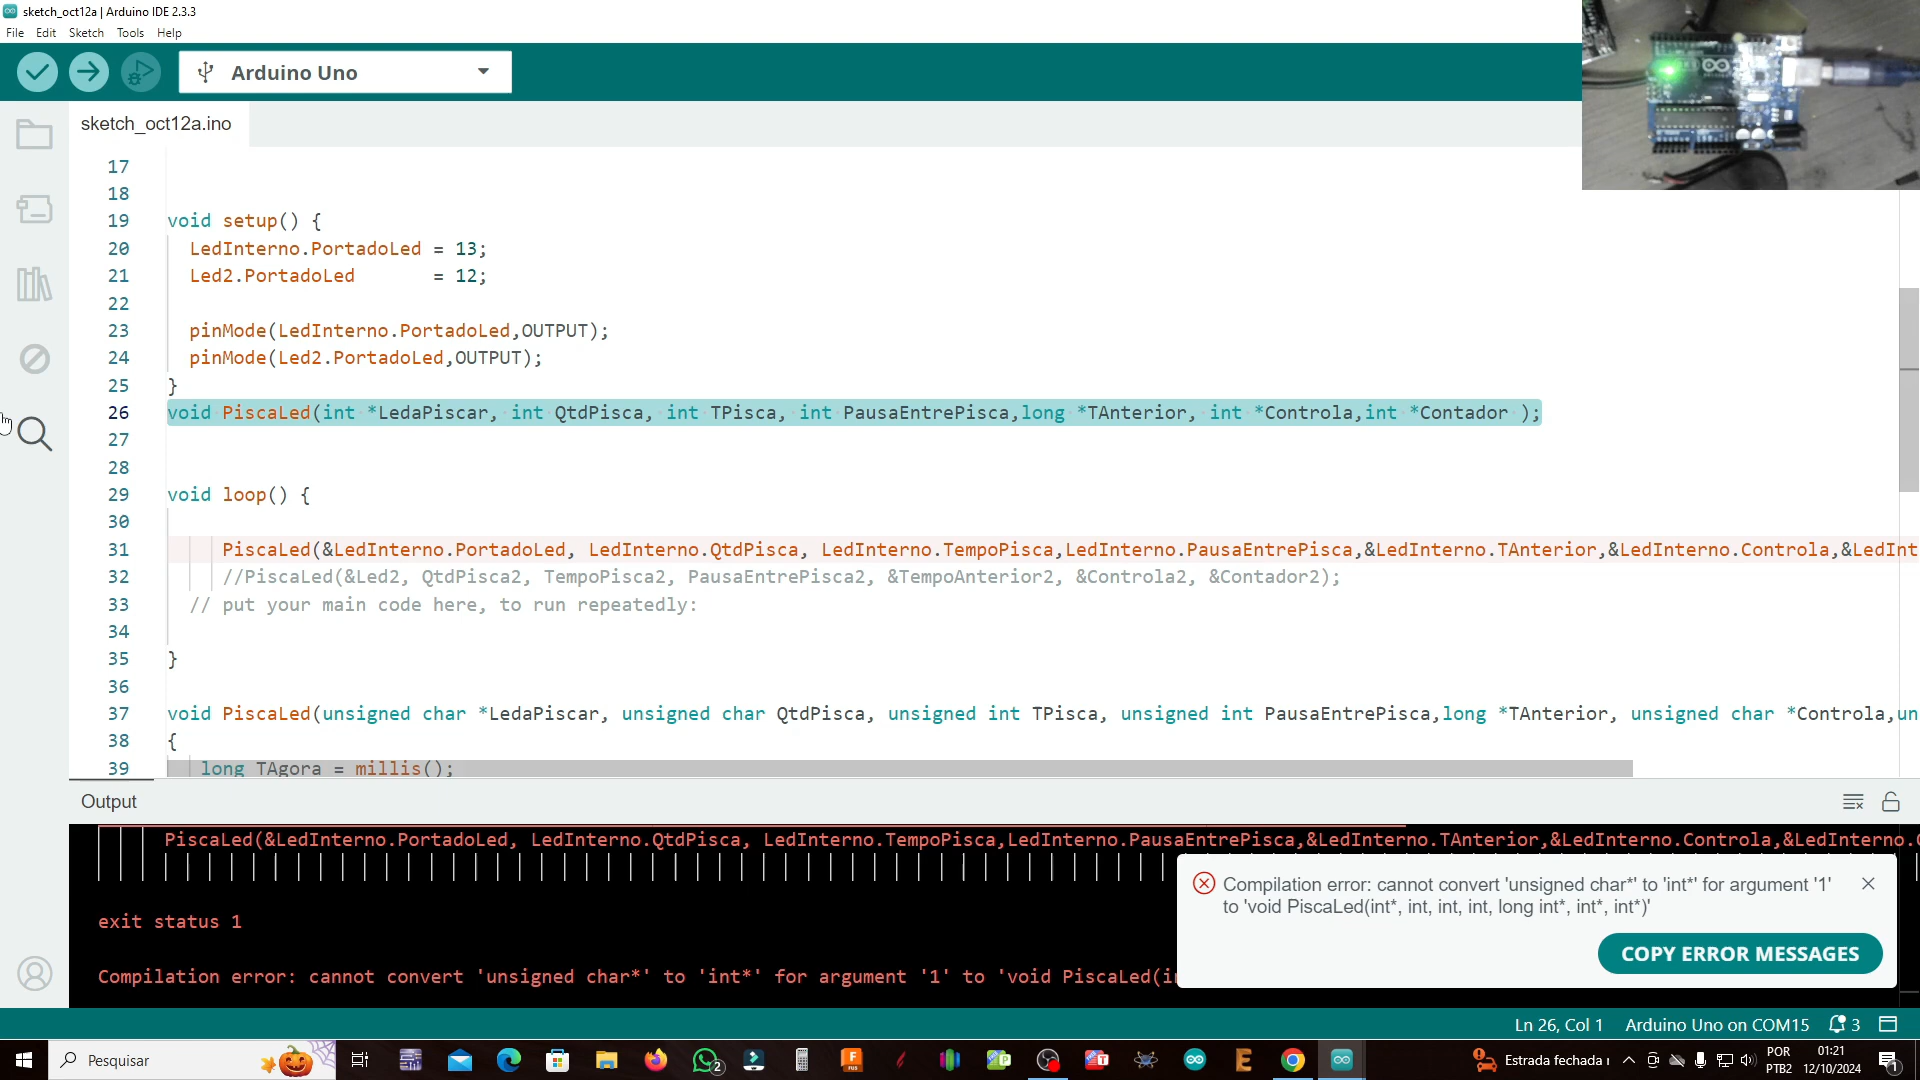 sketch_oct12a | Arduino IDE 2.3.3
File Edit Sketch Tools Help
Arduino Uno
sketch_oct12a.ino
17
18
19 void setup() {
20 LedInterno.PortadoLed = 13;
21 Led2.PortadoLed = 12;
22
23 pinMode(LedInterno.PortadoLed,OUTPUT);
24 pinMode(Led2.PortadoLed,OUTPUT);
25 }
26 void PiscaLed(int *LedaPiscar, int QtdPisca, int TPisca, int PausaEntrePisca,long *TAnterior, int *Controla,int *Contador );
27
28
29 void loop() {
30
31 PiscaLed(&LedInterno.PortadoLed, LedInterno.QtdPisca, LedInterno.TempoPisca,LedInterno.PausaEntrePisca,&LedInterno.TAnterior,&LedInterno.Controla,&LedInt
32 //PiscaLed(&Led2, QtdPisca2, TempoPisca2, PausaEntrePisca2, &TempoAnterior2, &Controla2, &Contador2);
33 // put your main code here, to run repeatedly:
34
35 }
36
37 void PiscaLed(unsigned char *LedaPiscar, unsigned char QtdPisca, unsigned int TPisca, unsigned int PausaEntrePisca,long *TAnterior, unsigned char *Controla,un
38 {
39 long TAgora = millis();
Output
PiscaLed(&LedInterno.PortadoLed, LedInterno.QtdPisca, LedInterno.TempoPisca,LedInterno.PausaEntrePisca,&LedInterno.TAnterior,&LedInterno.Controla,&LedInterno.C
exit status 1
Compilation error: cannot convert 'unsigned char*' to 'int*' for argument '1' to 'void PiscaLed(in
Compilation error: cannot convert 'unsigned char*' to 'int*' for argument '1'
to 'void PiscaLed(int*, int, int, int, long int*, int*, int*)'
COPY ERROR MESSAGES
Ln 26, Col 1 Arduino Uno on COM15 3
Pesquisar
2
Estrada fechada
POR
PTB2
01:21
12/10/2024
1